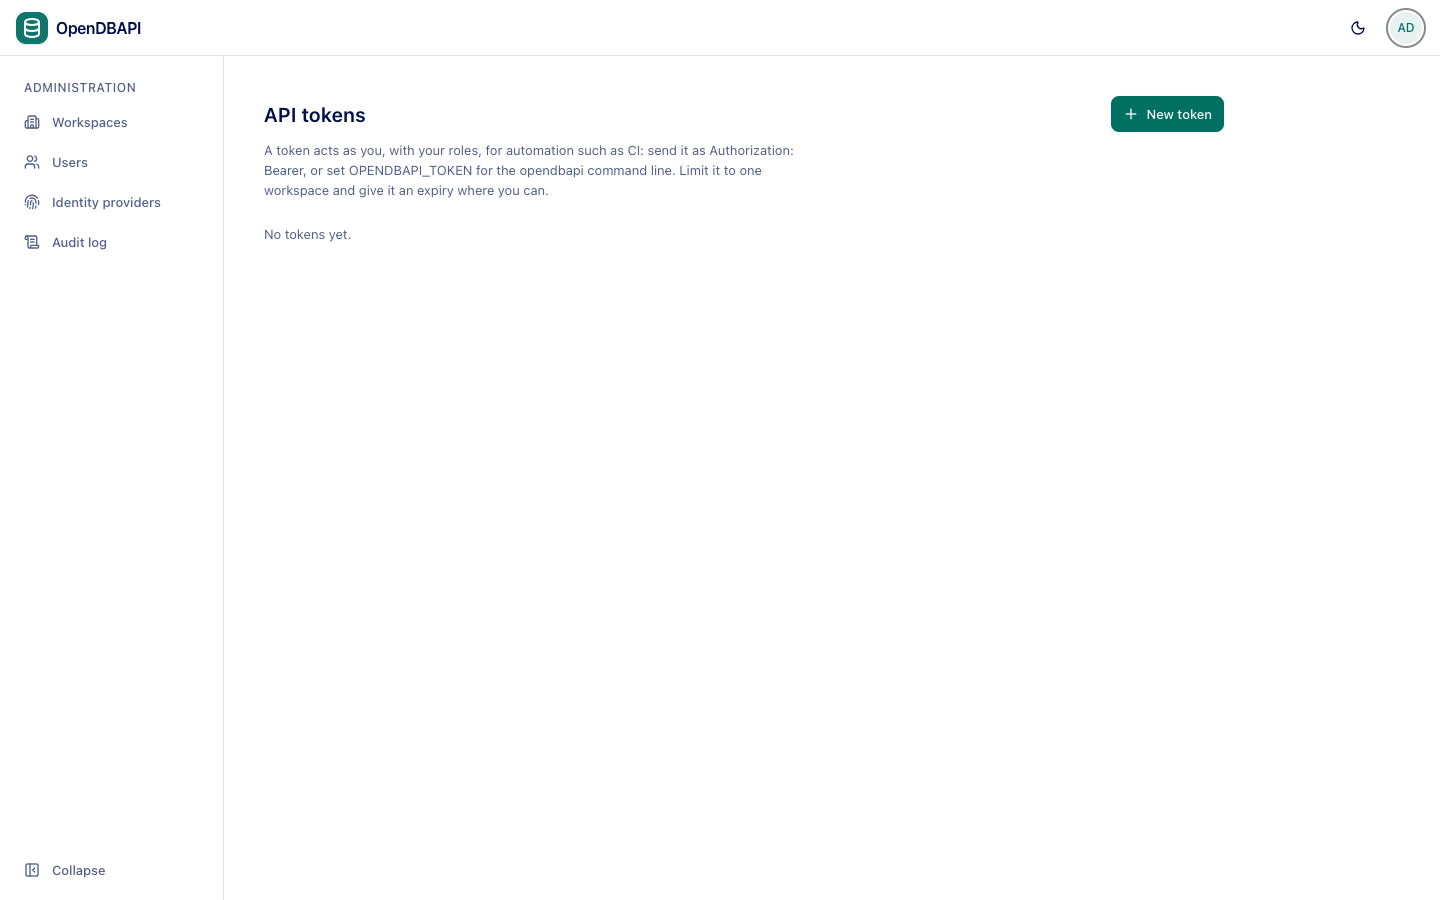 OpenDBAPI
AD
ADMINISTRATION
Workspaces
Users
Identity providers
Audit log
Collapse
API tokens
New token
A token acts as you, with your roles, for automation such as CI: send it as Authorization:
Bearer, or set OPENDBAPI_TOKEN for the opendbapi command line. Limit it to one
workspace and give it an expiry where you can.
No tokens yet.